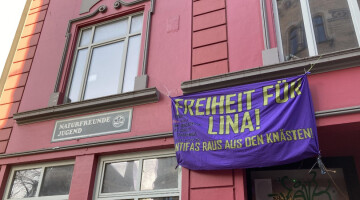 NATURFREUNDE
JUGEND
FREIHEIT FÜR
LINA!
ANTIFAS RAUS AUS DEN KNÄSTEN!